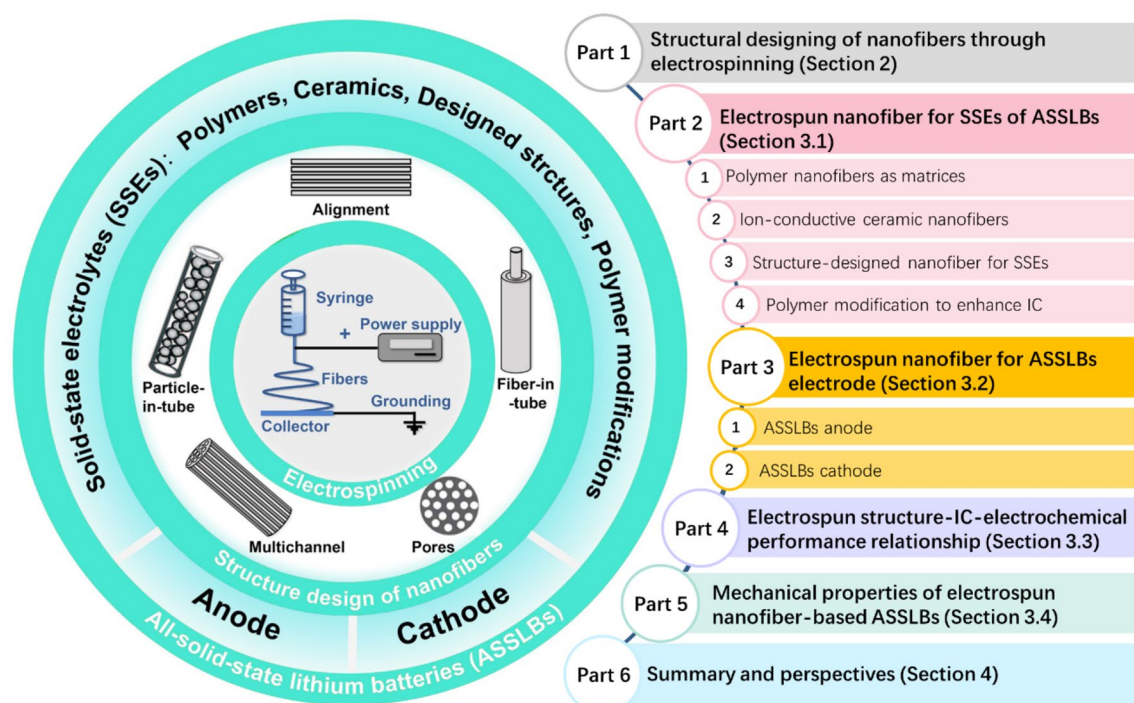 Solid-state electrolytes (SSEs): Polymers, Ceramics, Designed strctures, Polymer modifications
Alignment
Particle-
in-tube
Fiber-in
-tube
Multichannel
Pores
Syringe
+
Power supply
Fibers
Grounding
Collector
Electrospinning
Structure design of nanofibers
Anode
Cathode
All-solid-state lithium batteries (ASSLBs)
Part 1
Structural designing of nanofibers through
electrospinning (Section 2)
Part 2
Electrospun nanofiber for SSEs of ASSLBs
(Section 3.1)
1 Polymer nanofibers as matrices
2 Ion-conductive ceramic nanofibers
3 Structure-designed nanofiber for SSEs
4 Polymer modification to enhance IC
Part 3
Electrospun nanofiber for ASSLBs
electrode (Section 3.2)
1 ASSLBs anode
2 ASSLBs cathode
Part 4
Electrospun structure-IC-electrochemical
performance relationship (Section 3.3)
Part 5
Mechanical properties of electrospun
nanofiber-based ASSLBs (Section 3.4)
Part 6
Summary and perspectives (Section 4)